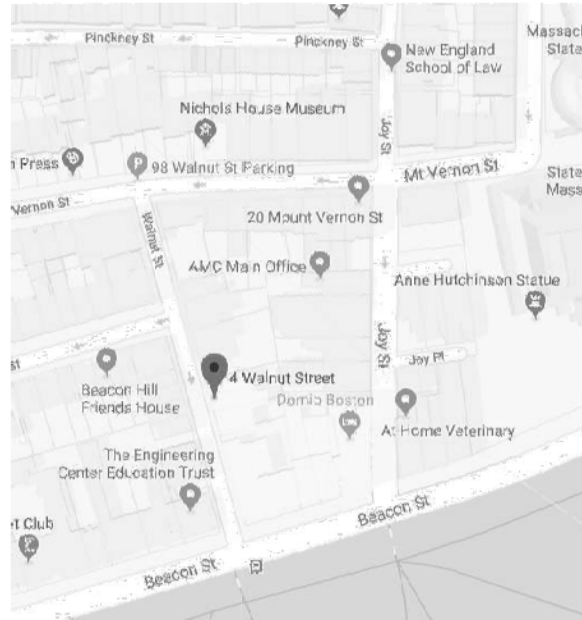 Pinckney St
Pinckney St
New England
School of Law
Massac
State
Nichols House Museum
Joy St
n Press
98 Walnut St Parking
Mt Vernon St
State
Mass
Vernon St
20 Mount Vernon St
Walnut St
AMC Main Office
Anne Hutchinson Statue
Joy St
Joy Pl
st
4 Walnut Street
Beacon Hill
Friends House
Domio Boston
At Home Veterinary
The Engineering
Center Education Trust
Beacon St
et Club
Beacon St